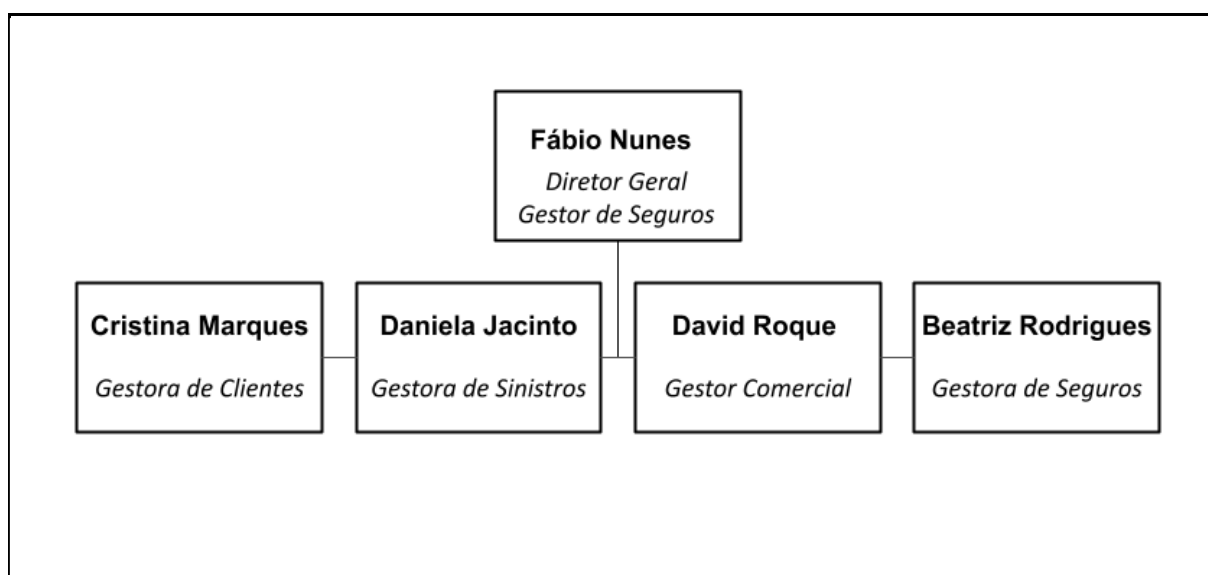 Fábio Nunes
Diretor Geral
Gestor de Seguros
Cristina Marques
Gestora de Clientes
Daniela Jacinto
Gestora de Sinistros
David Roque
Gestor Comercial
Beatriz Rodrigues
Gestora de Seguros